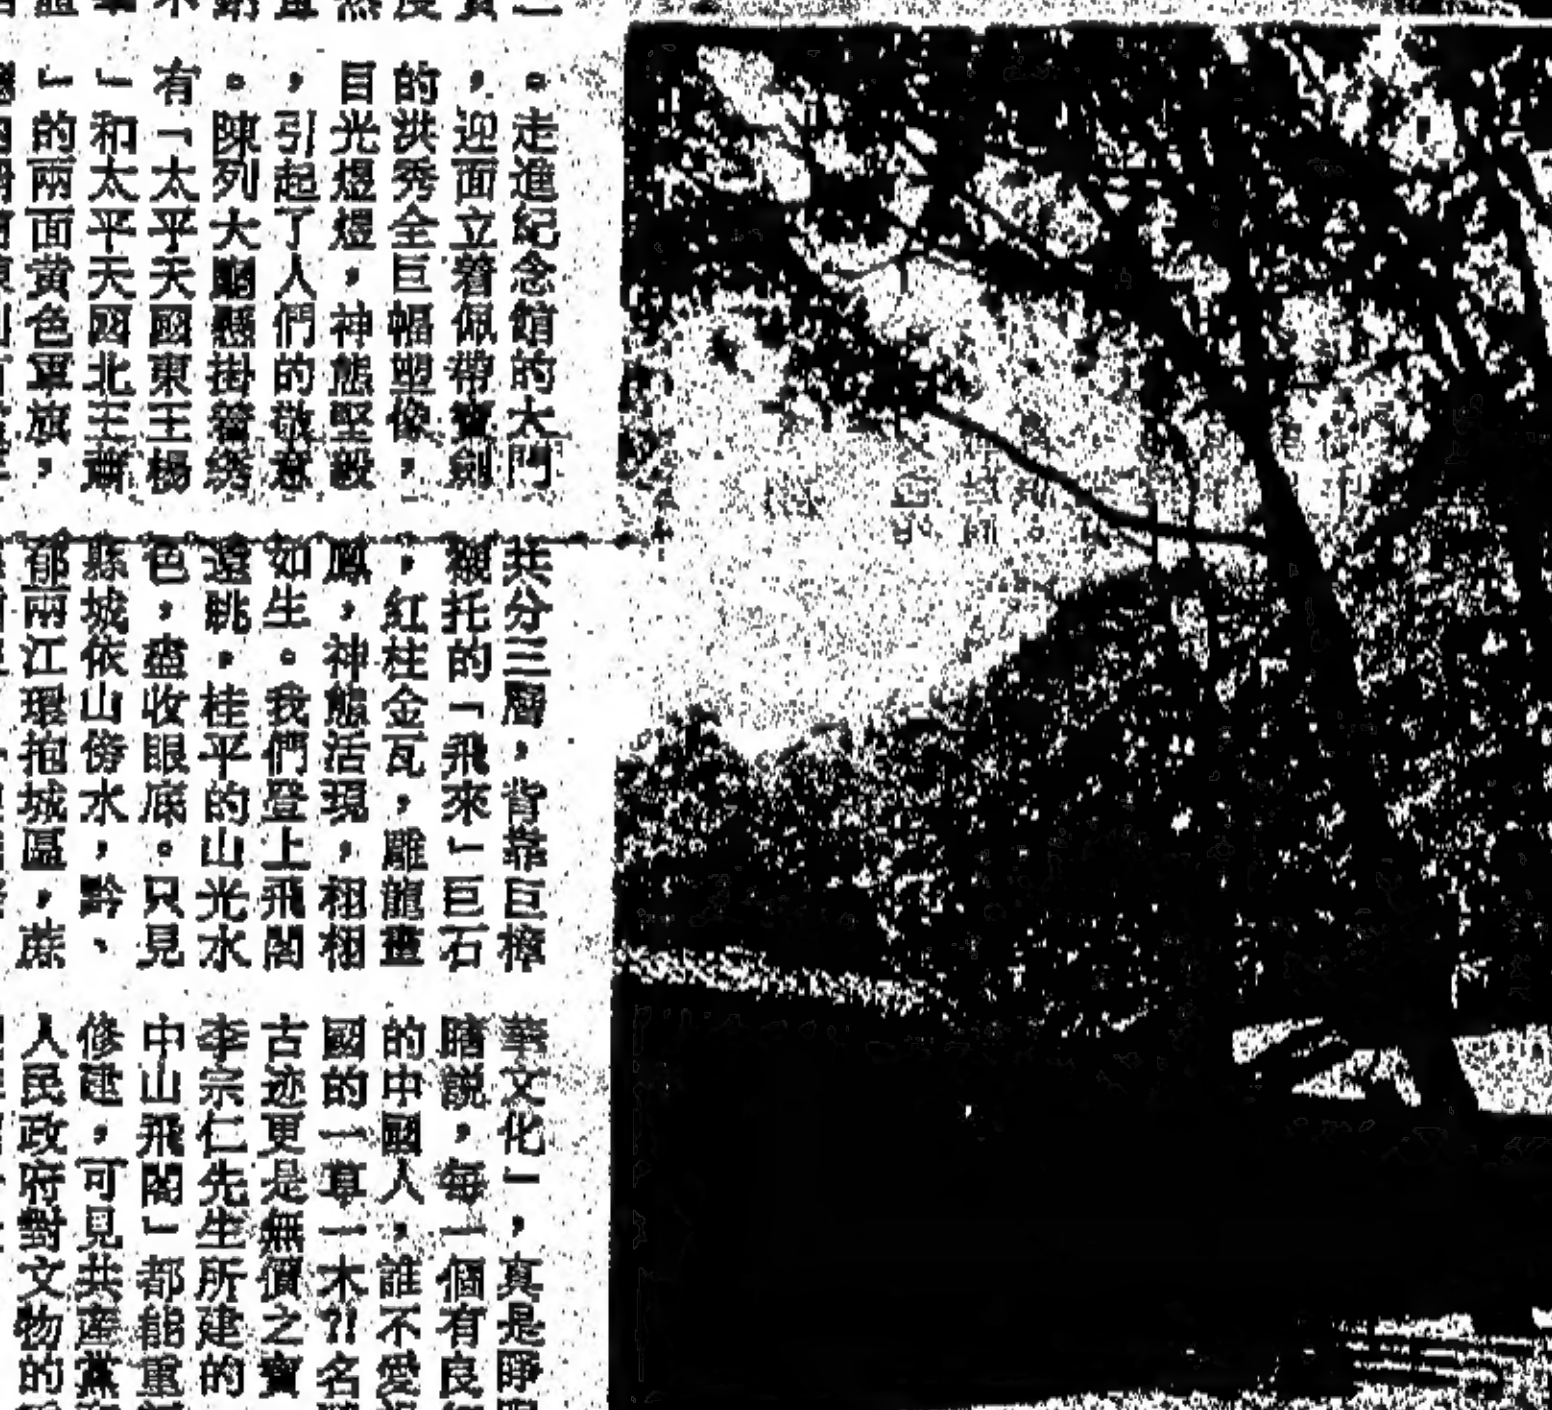 。走進紀念館的大門
，迎面立着佩帶寶劍
的洪秀全巨幅塑像，
目光煜煜，神態堅毅
，引起了人們的敬意
。陳列大廳懸掛着綉
有「太平天國東王楊
」和太平天國北王蕭
」的兩面黃色軍旗，
共分三層，背靠巨榕
襯托的「飛來」巨石
，紅柱金瓦，雕龍畫
鳳，神態活現，栩栩
如生。我們登上飛閣
遠眺，桂平的山光水
色，盡收眼底。只見
縣城依山傍水，黔、
郁兩江環抱城區，蔗
華文化」，真是睜
瞎說，每一個有良
的中國人，誰不愛
國的一草一木？！名
古迹更是無價之寶
李宗仁先生所建的
中山飛閣」都能重
修建，可見共產黨
人民政府對文物的